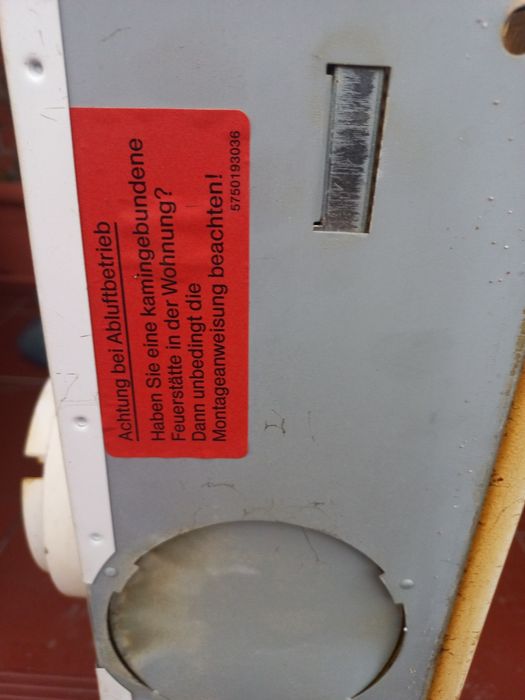 Achtung bei Abluftbetrieb
Haben Sie eine kamingebundene
Feuerstätte in der Wohnung?
Dann unbedingt die
Montageanweisung beachten!
5750193036